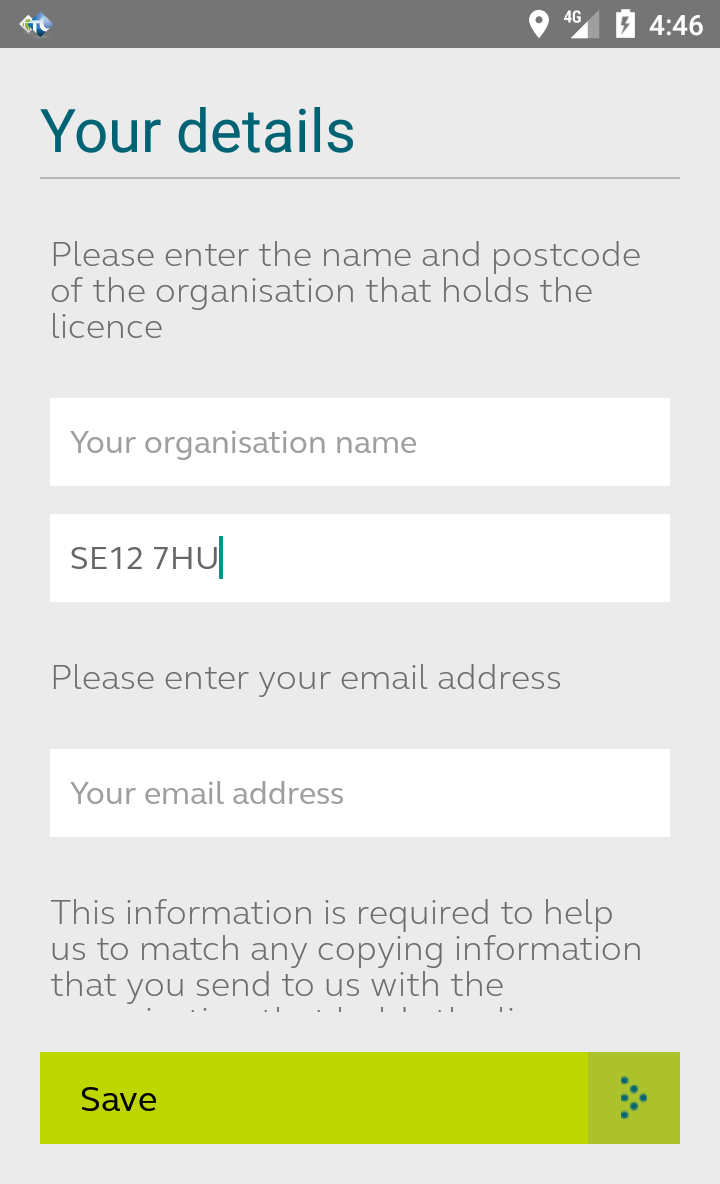 4G 4:46
Your details
Please enter the name and postcode
of the organisation that holds the
licence
Your organisation name
SE12 7HU
Please enter your email address
Your email address
This information is required to help
us to match any copying information
that you send to us with the
Save